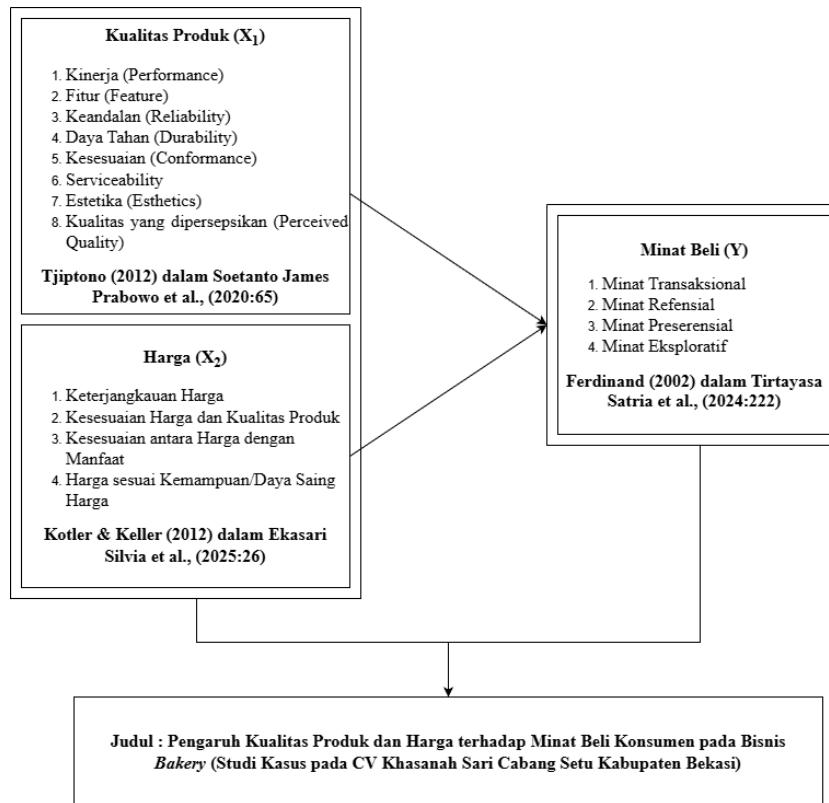 Kualitas Produk (X1)
1. Kinerja (Performance)
2. Fitur (Feature)
3. Keandalan (Reliability)
4. Daya Tahan (Durability)
5. Kesesuaian (Conformance)
6. Serviceability
7. Estetika (Esthetics)
8. Kualitas yang dipersepsikan (Perceived
Quality)
Tjiptono (2012) dalam Soetanto James
Prabowo et al., (2020:65)
Harga (X2)
1. Keterjangkauan Harga
2. Kesesuaian Harga dan Kualitas Produk
3. Kesesuaian antara Harga dengan
Manfaat
4. Harga sesuai Kemampuan/Daya Saing
Harga
Kotler & Keller (2012) dalam Ekasari
Silvia et al., (2025:26)
Minat Beli (Y)
1. Minat Transaksional
2. Minat Refensial
3. Minat Preserensial
4. Minat Eksploratif
Ferdinand (2002) dalam Tirtayasa
Satria et al., (2024:222)
Judul : Pengaruh Kualitas Produk dan Harga terhadap Minat Beli Konsumen pada Bisnis
Bakery (Studi Kasus pada CV Khasanah Sari Cabang Setu Kabupaten Bekasi)